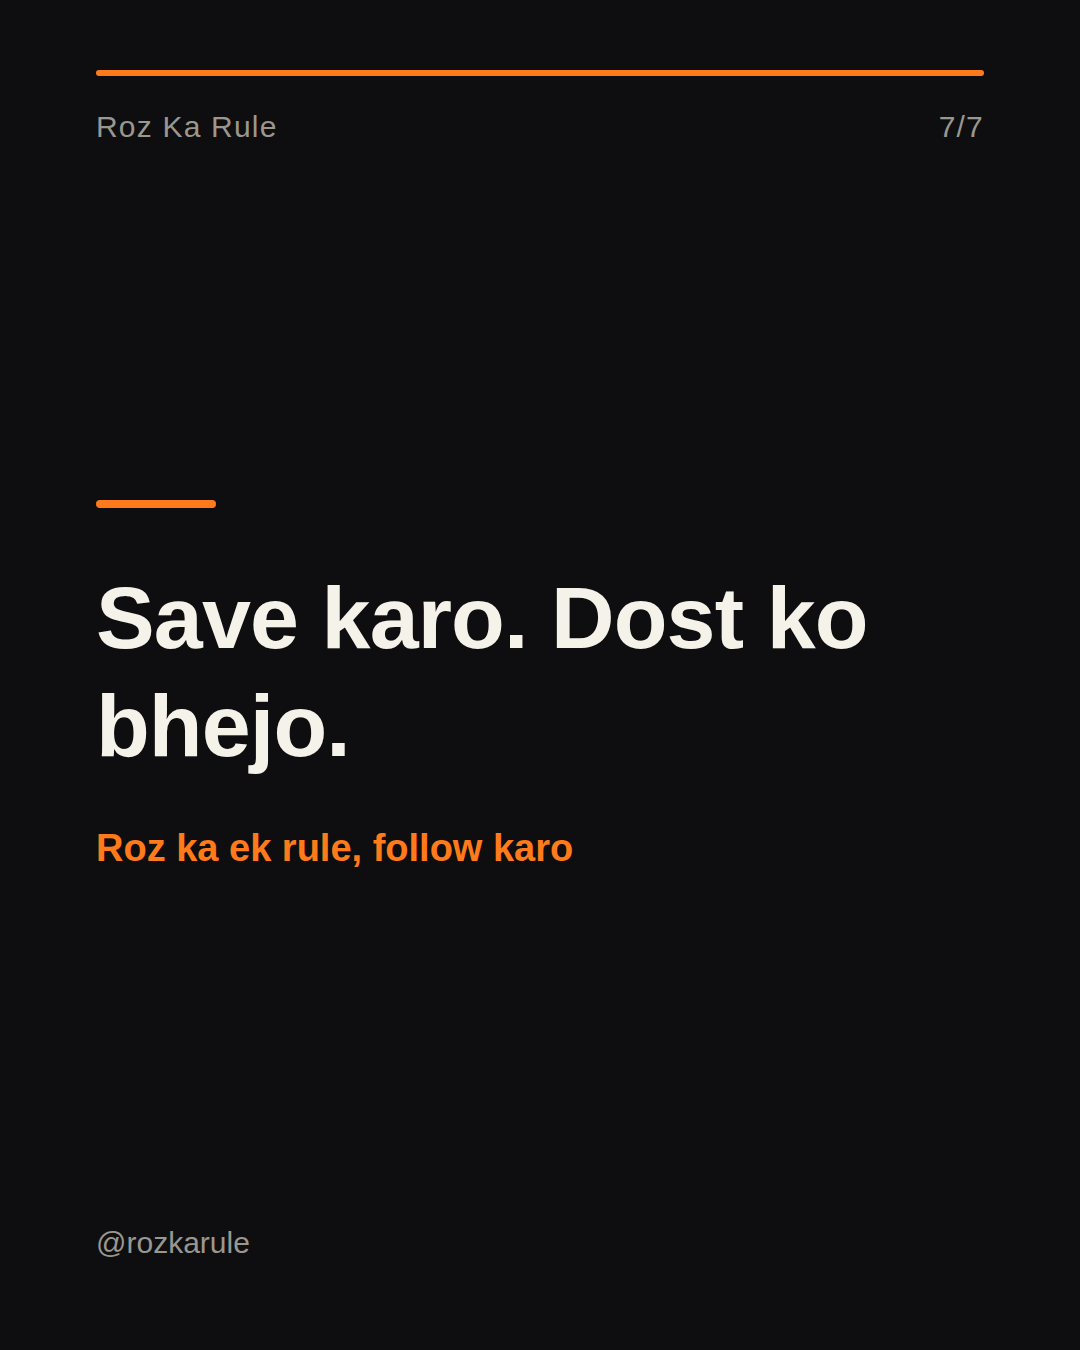 Roz Ka Rule
7/7
Save karo. Dost ko
bhejo.
Roz ka ek rule, follow karo
@rozkarule